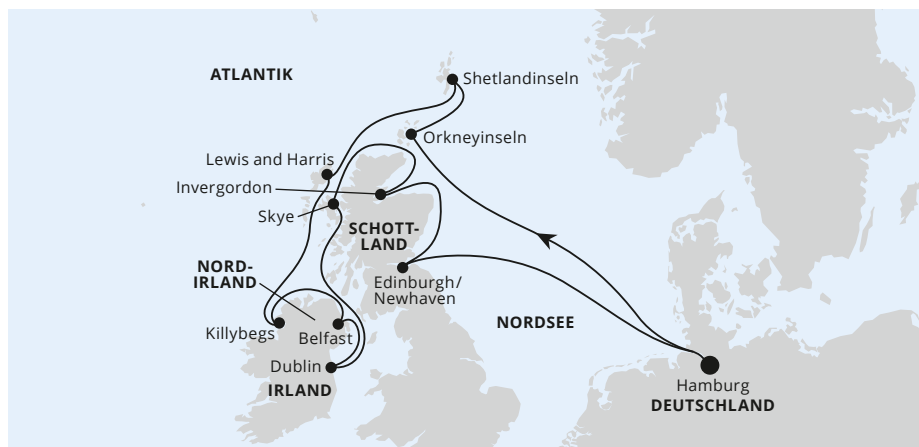 ATLANTIK
Shetlandinseln
Orkneyinseln
Lewis and Harris
Invergordon
Skye
SCHOTT-
LAND
NORD-
IRLAND
Edinburgh/
Newhaven
NORDSEE
Killybegs
Belfast
Dublin
IRLAND
Hamburg
DEUTSCHLAND